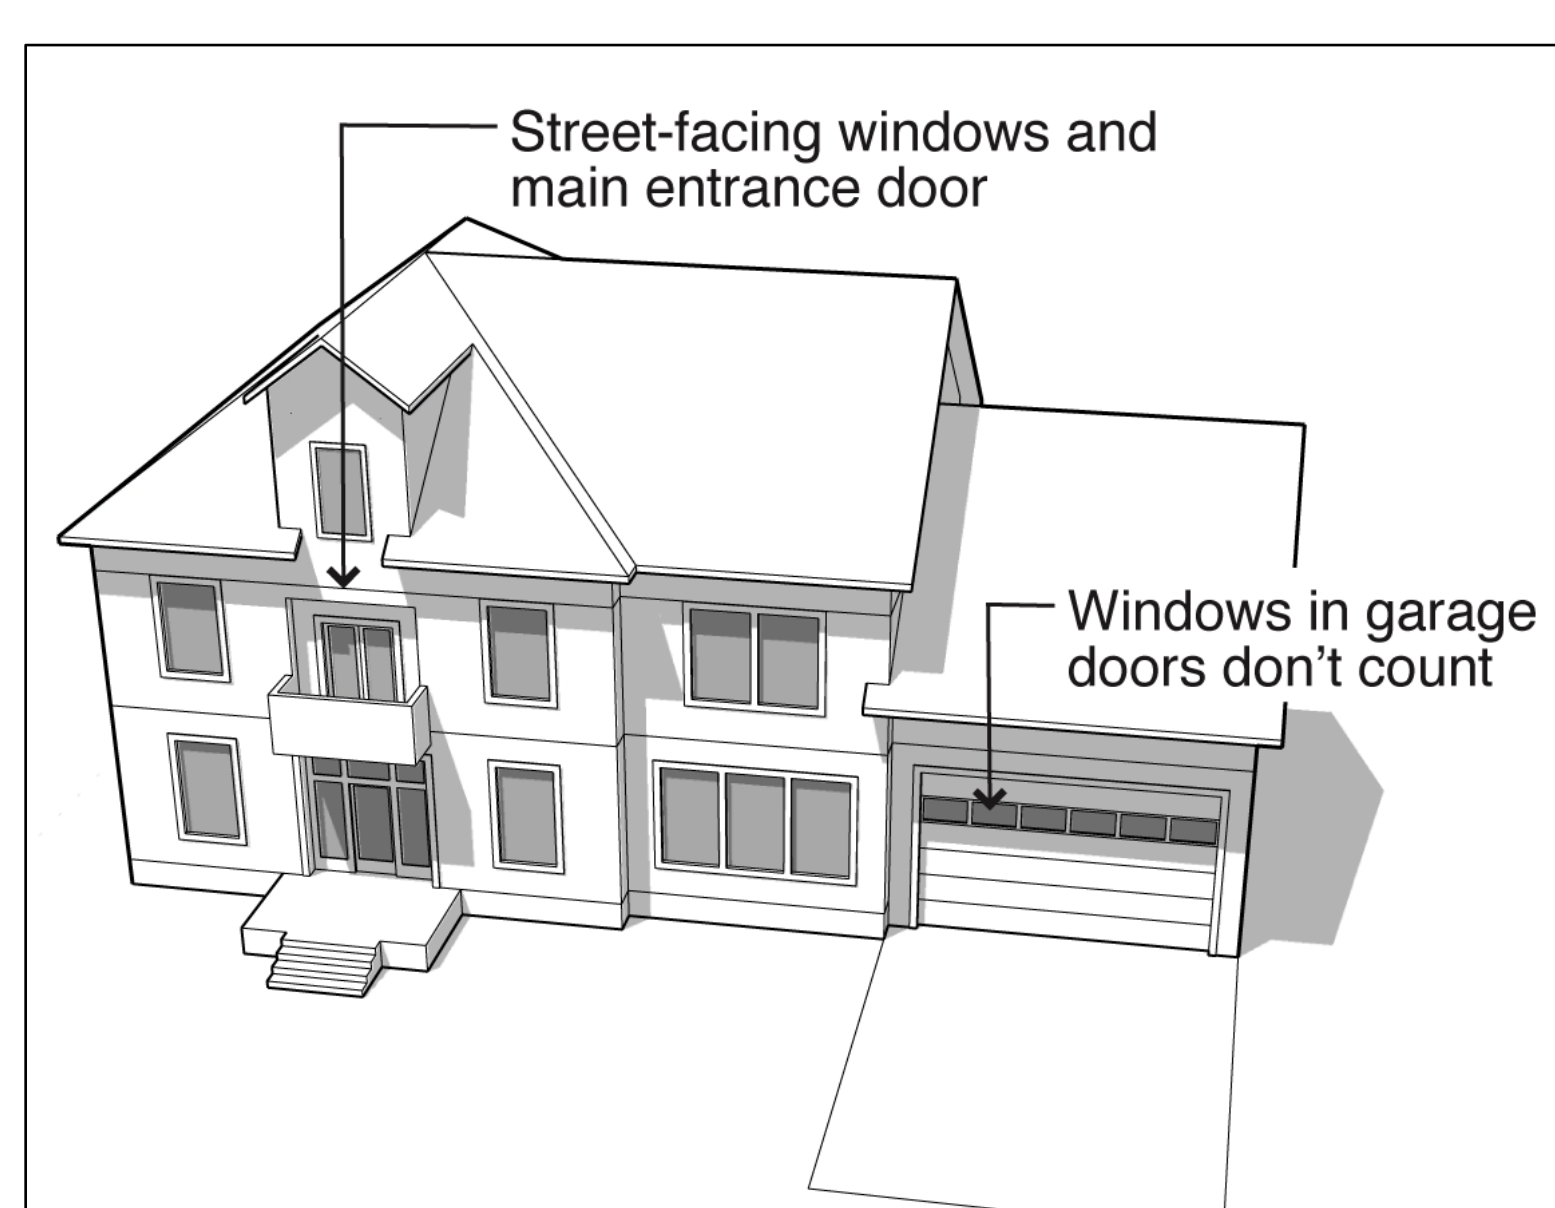 Street-facing windows and
main entrance door
Windows in garage
doors don’t count